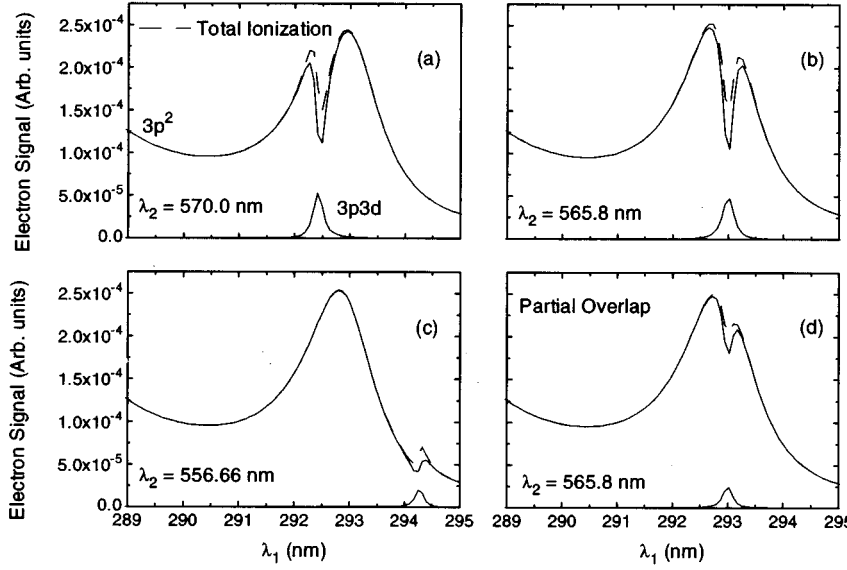 Electron Signal (Arb. units)
2.5x10⁻⁴
2.0x10⁻⁴
1.5x10⁻⁴
1.0x10⁻⁴
5.0x10⁻⁵
0.0
— — Total Ionization
(a)
3p²
λ₂ = 570.0 nm
3p3d
(b)
λ₂ = 565.8 nm
Electron Signal (Arb. units)
2.5x10⁻⁴
2.0x10⁻⁴
1.5x10⁻⁴
1.0x10⁻⁴
5.0x10⁻⁵
0.0
(c)
λ₂ = 556.66 nm
289 290 291 292 293 294 295
λ₁ (nm)
Partial Overlap
(d)
λ₂ = 565.8 nm
289 290 291 292 293 294 295
λ₁ (nm)